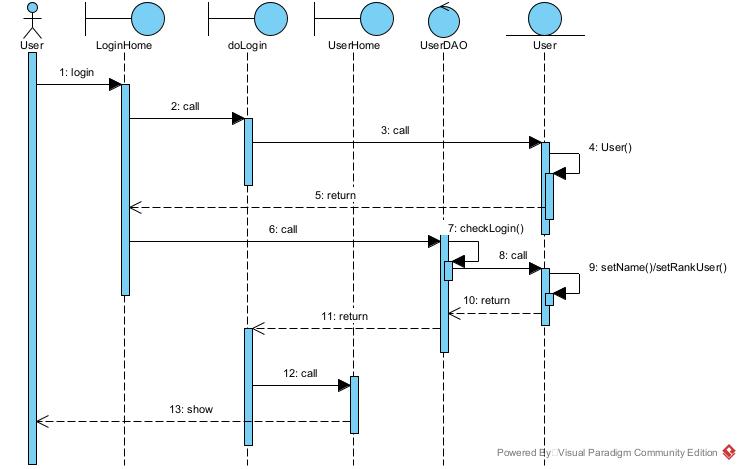 User
LoginHome
doLogin
UserHome
UserDAO
User
1: login
2: call
3: call
4: User()
5: return
6: call
7: checkLogin()
8: call
9: setName()/setRankUser()
10: return
11: return
12: call
13: show
Powered By Visual Paradigm Community Edition